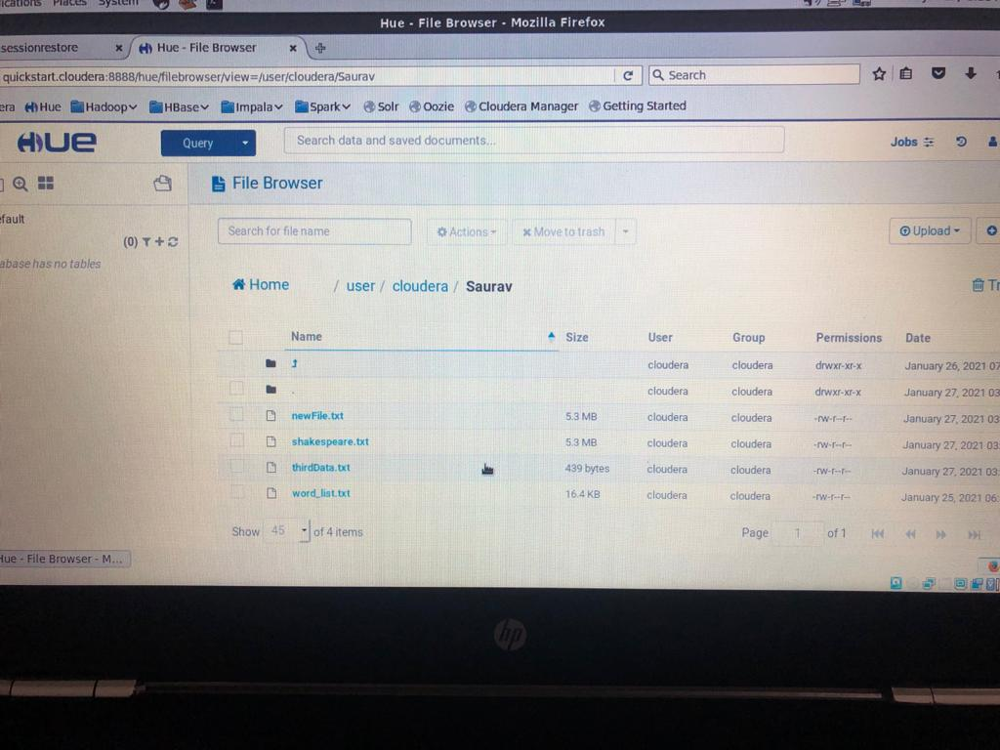 ications Places System
Hue - File Browser - Mozilla Firefox
sessionrestore × Hue - File Browser ×
quickstart.cloudera:8888/hue/filebrowser/view=/user/cloudera/Saurav Search
era Hue Hadoop HBase Impala Spark Solr Oozie Cloudera Manager Getting Started
HUE Query Search data and saved documents... Jobs
File Browser
efault
Search for file name Actions Move to trash Upload
(0)
abase has no tables
Home / user / cloudera / Saurav Tr
Name Size User Group Permissions Date
cloudera cloudera drwxr-xr-x January 26, 2021 07
. cloudera cloudera drwxr-xr-x January 27, 2021 03
newFile.txt 5.3 MB cloudera cloudera -rw-r--r-- January 27, 2021 03
shakespeare.txt 5.3 MB cloudera cloudera -rw-r--r-- January 27, 2021 03:
thirdData.txt 439 bytes cloudera cloudera -rw-r--r-- January 27, 2021 03:
word_list.txt 16.4 KB cloudera cloudera -rw-r--r-- January 25, 2021 06:
Show 45 of 4 items Page 1 of 1
Hue - File Browser - M...
hp